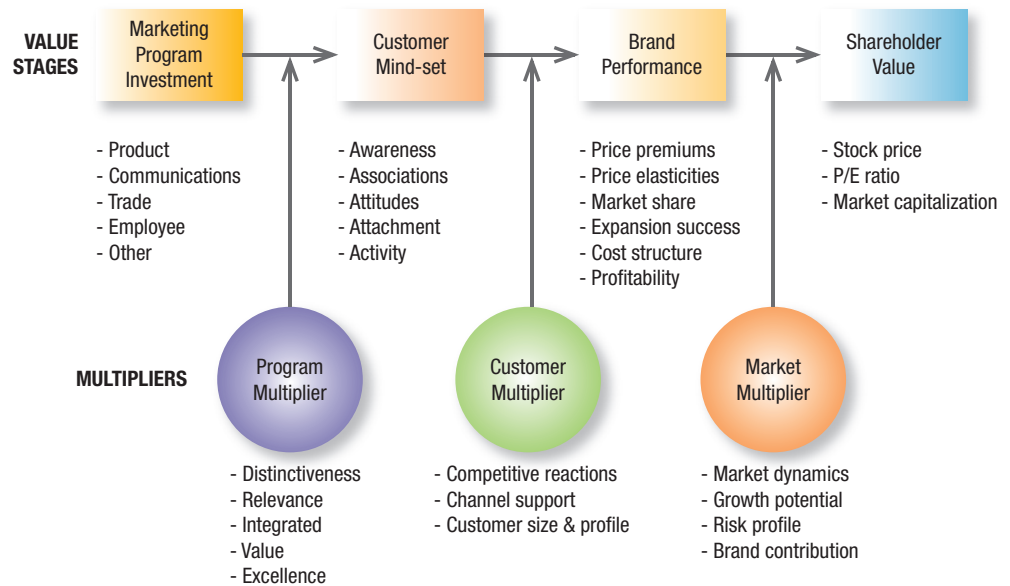 VALUE
STAGES
Marketing
Program
Investment
Customer
Mind-set
Brand
Performance
Shareholder
Value
- Product
- Communications
- Trade
- Employee
- Other
- Awareness
- Associations
- Attitudes
- Attachment
- Activity
- Price premiums
- Price elasticities
- Market share
- Expansion success
- Cost structure
- Profitability
- Stock price
- P/E ratio
- Market capitalization
MULTIPLIERS
Program
Multiplier
Customer
Multiplier
Market
Multiplier
- Distinctiveness
- Relevance
- Integrated
- Value
- Excellence
- Competitive reactions
- Channel support
- Customer size & profile
- Market dynamics
- Growth potential
- Risk profile
- Brand contribution